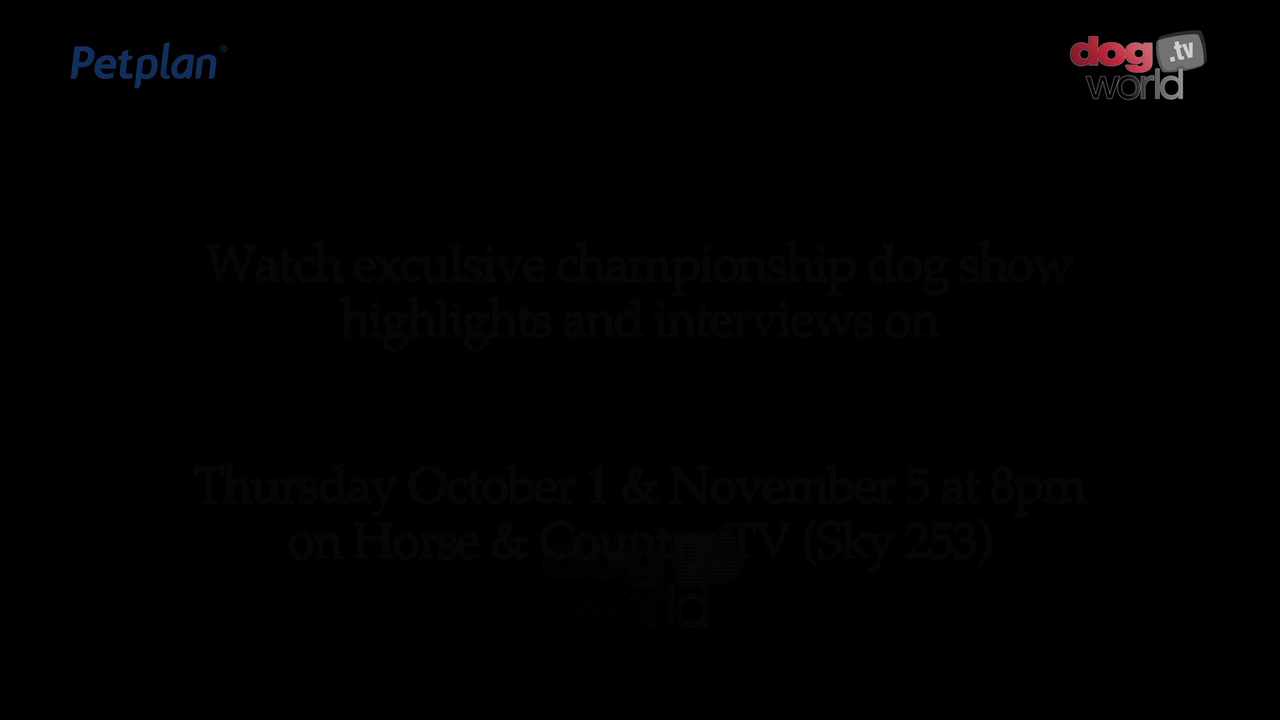 Petplan®
dog.tv
world
Watch exculsive championship dog show
highlights and interviews on
Thursday October 1 & November 5 at 8pm
on Horse & Country TV (Sky 253)
world